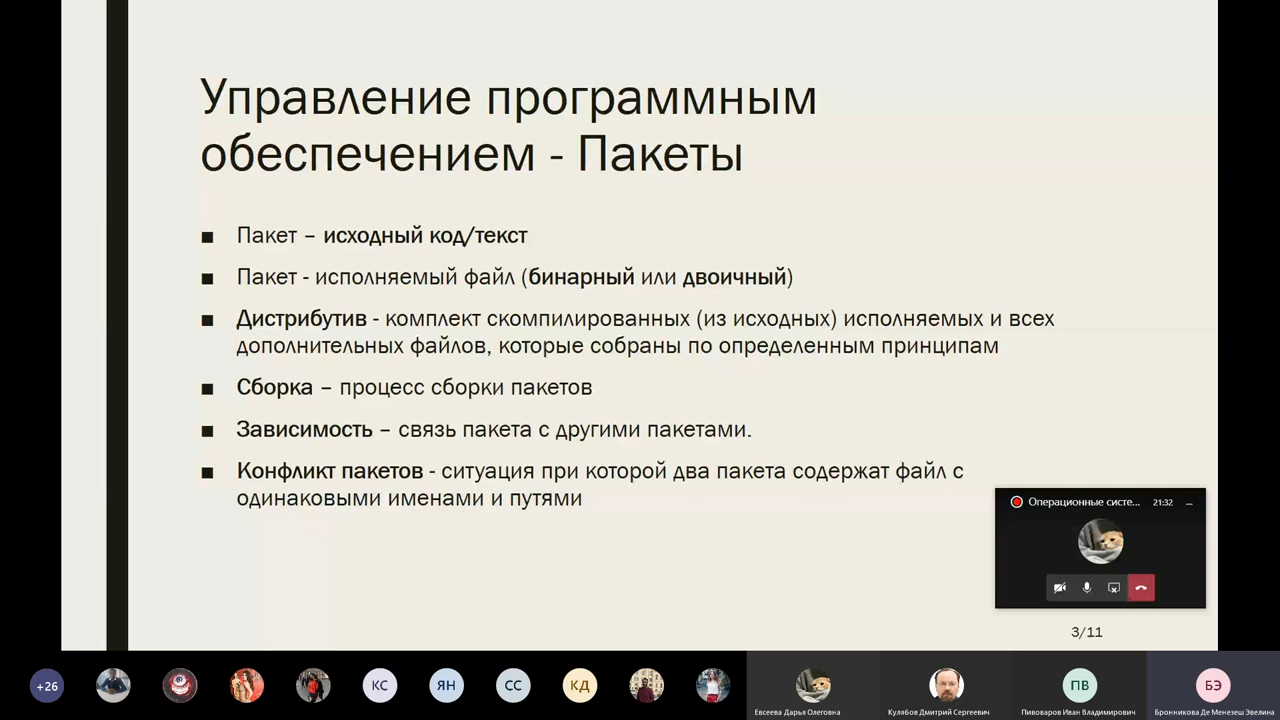 Управление программным
обеспечением - Пакеты
Пакет – исходный код/текст
Пакет - исполняемый файл (бинарный или двоичный)
Дистрибутив - комплект скомпилированных (из исходных) исполняемых и всех
дополнительных файлов, которые собраны по определенным принципам
Сборка – процесс сборки пакетов
Зависимость – связь пакета с другими пакетами.
Конфликт пакетов - ситуация при которой два пакета содержат файл с
одинаковыми именами и путями
Операционные систе... 21:32
3/11
+26 КС ЯН СС КД ПВ БЭ
Евсеева Дарья Олеговна Кулябов Дмитрий Сергеевич Пивоваров Иван Владимирович Бронникова Де Менезеш Эвелина